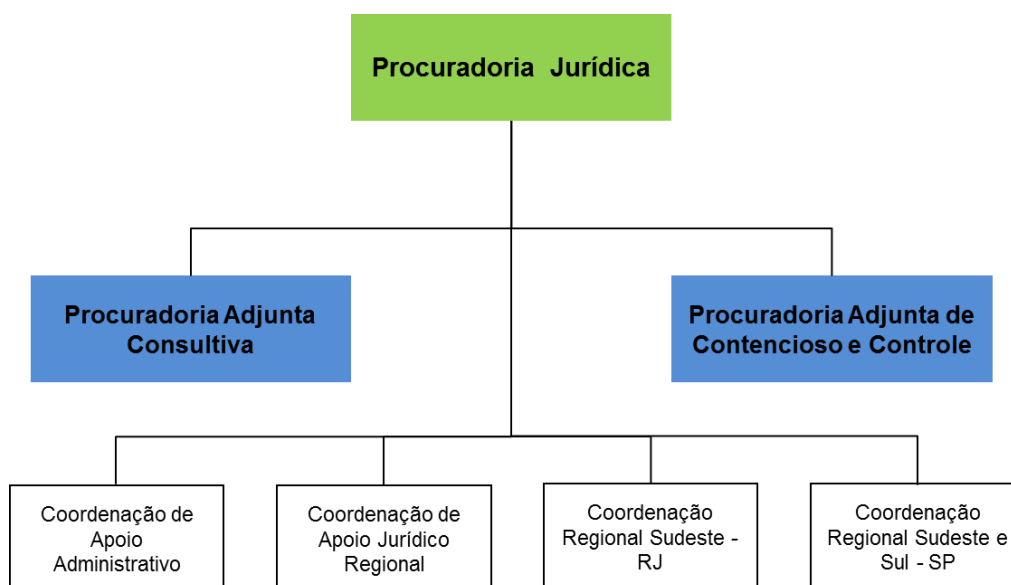 Procuradoria Jurídica
Procuradoria Adjunta
Consultiva
Procuradoria Adjunta de
Contencioso e Controle
Coordenação de
Apoio
Administrativo
Coordenação de
Apoio Jurídico
Regional
Coordenação
Regional Sudeste -
RJ
Coordenação
Regional Sudeste e
Sul - SP